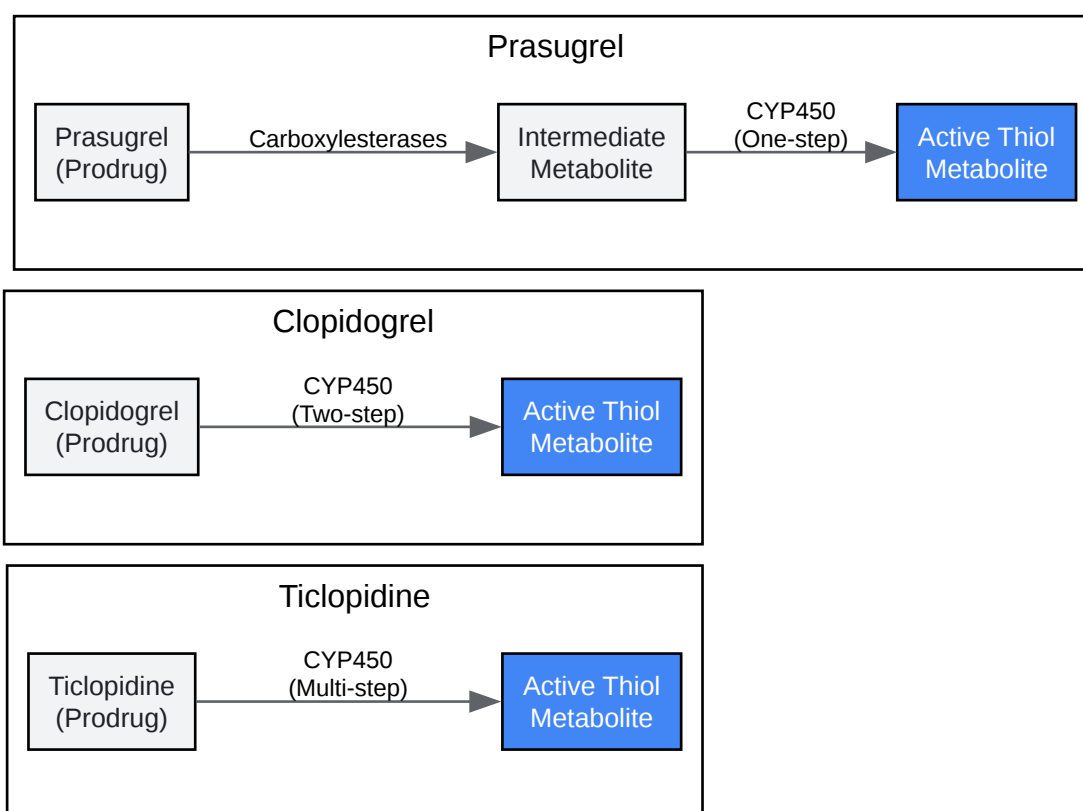 Prasugrel
Prasugrel
(Prodrug)
Carboxylesterases
Intermediate
Metabolite
CYP450
(One-step)
Active Thiol
Metabolite
Clopidogrel
Clopidogrel
(Prodrug)
CYP450
(Two-step)
Active Thiol
Metabolite
Ticlopidine
Ticlopidine
(Prodrug)
CYP450
(Multi-step)
Active Thiol
Metabolite